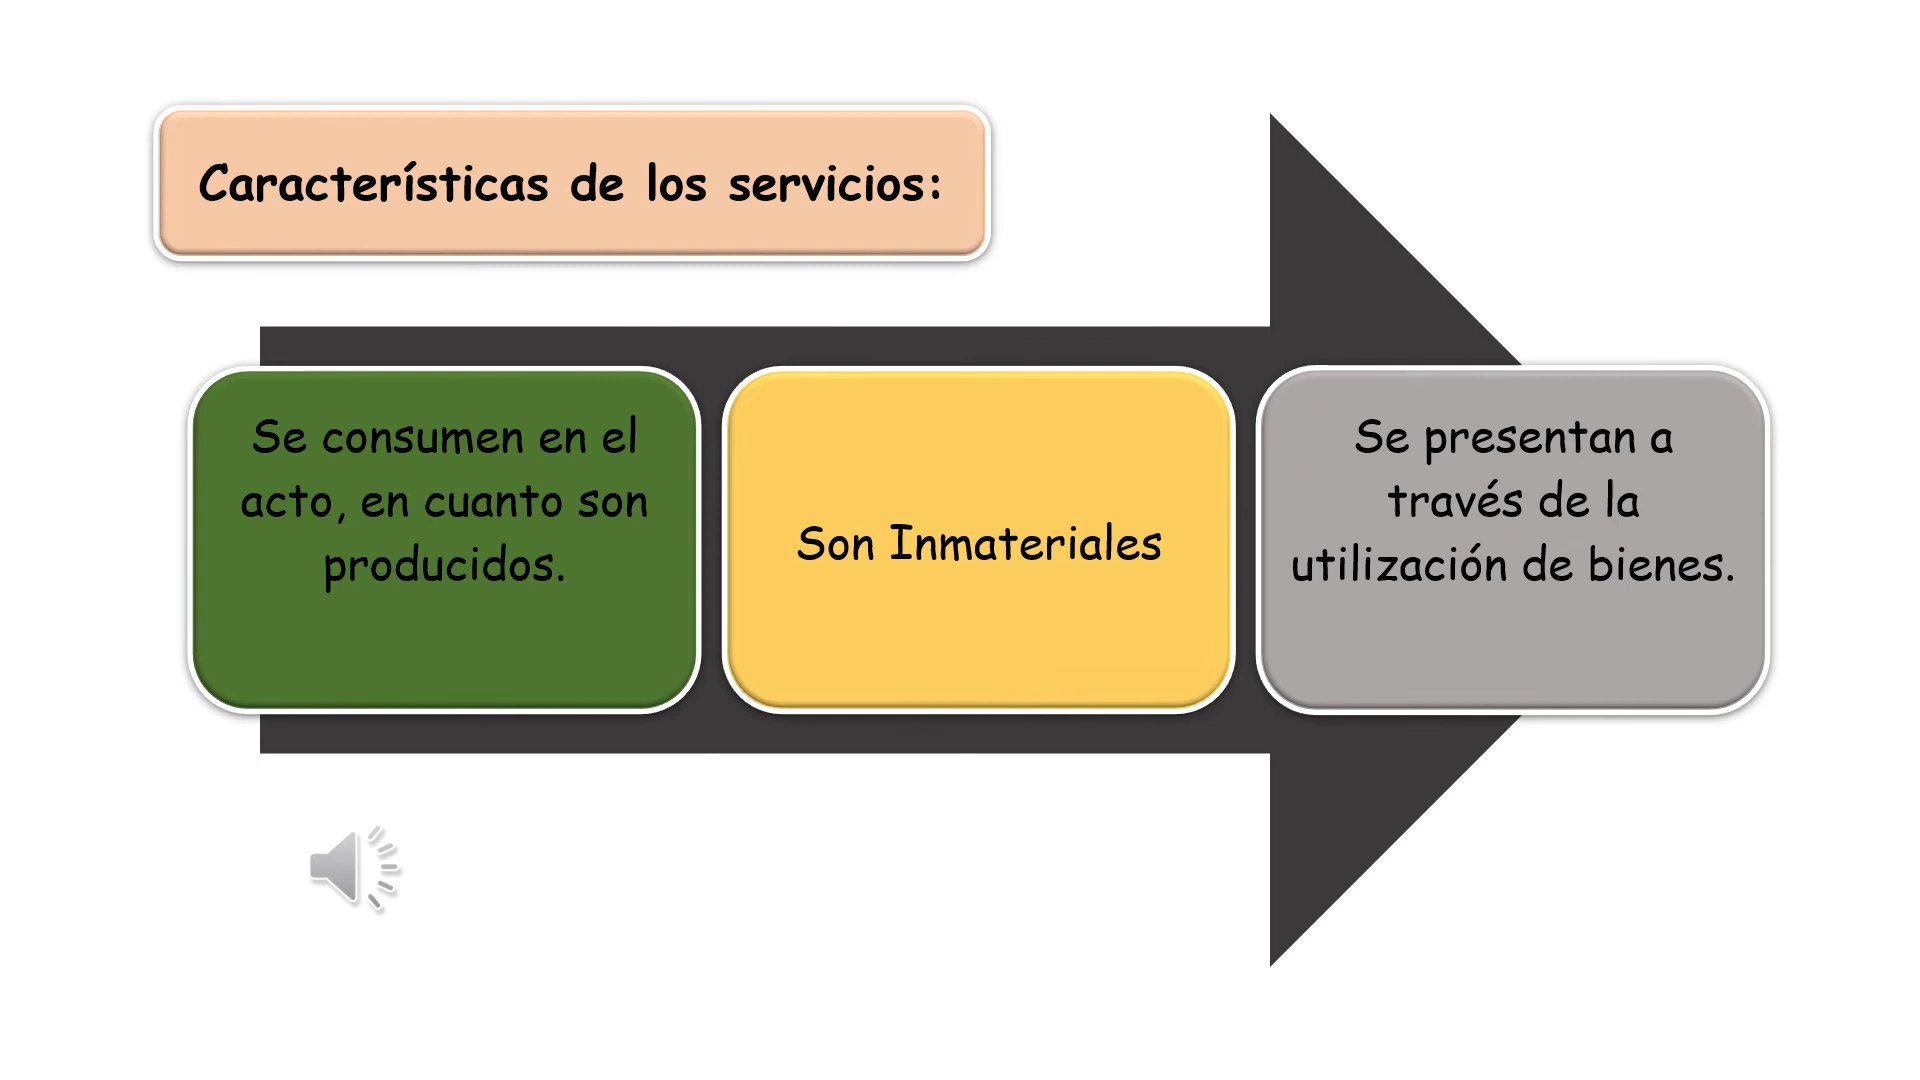 Características de los servicios:
Se consumen en el
acto, en cuanto son
producidos.
Son Inmateriales
Se presentan a
través de la
utilización de bienes.